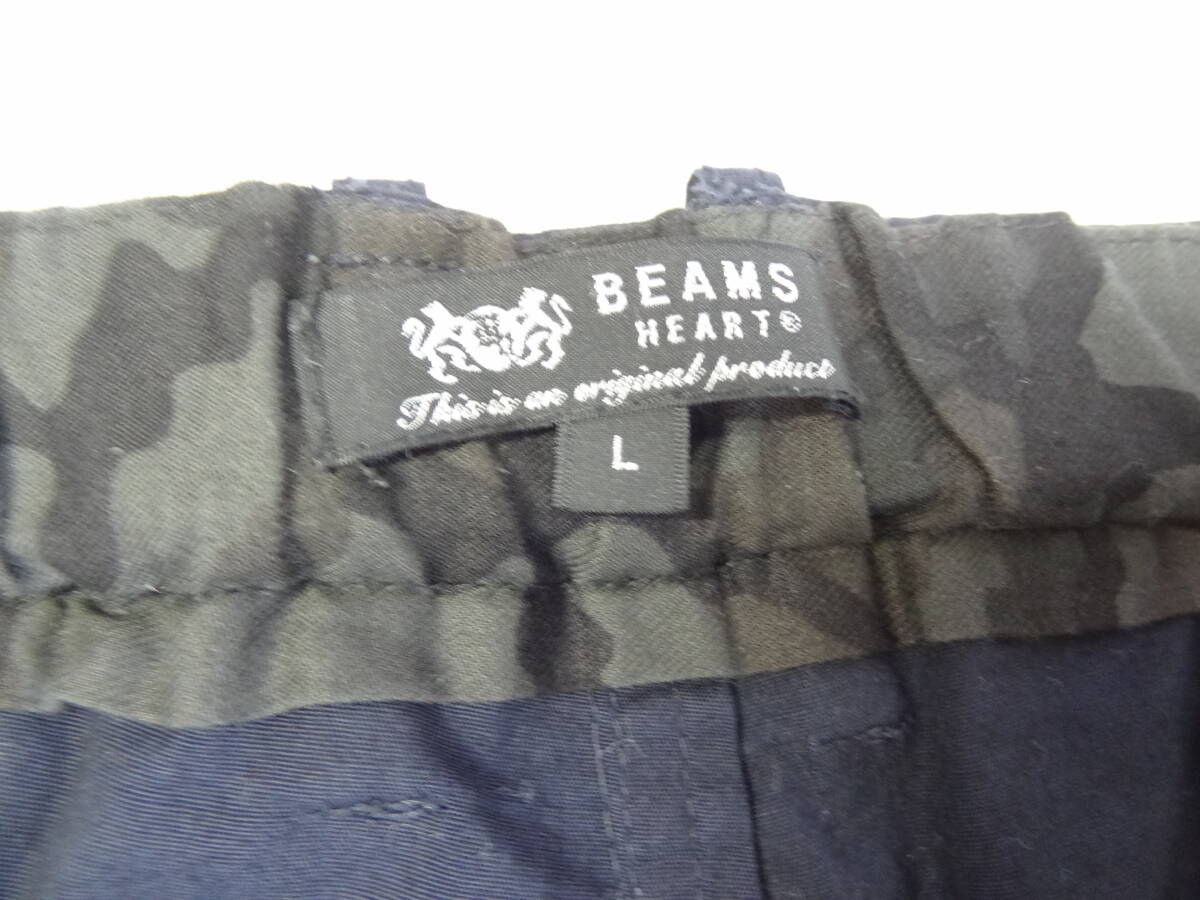 BEAMS
HEART®
This is an original product
L